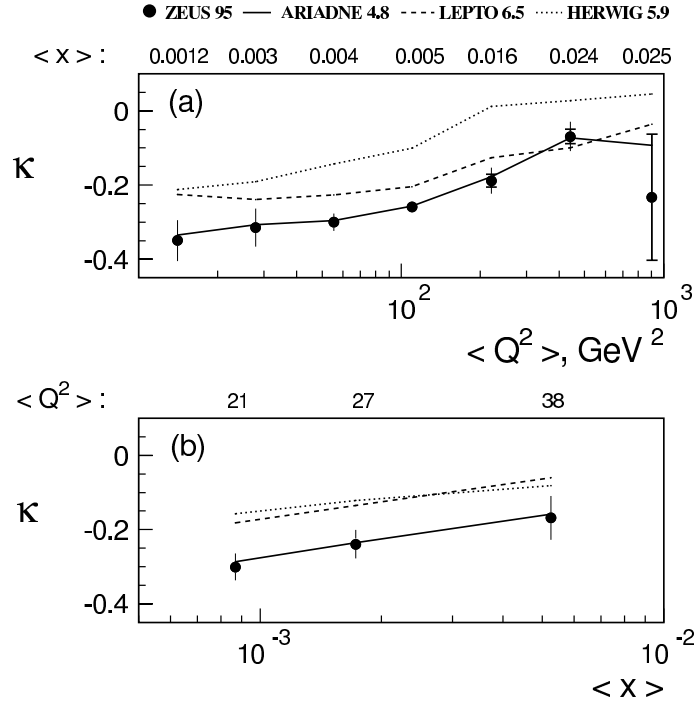 ZEUS 95 ARIADNE 4.8 LEPTO 6.5 HERWIG 5.9
< x > : 0.0012 0.003 0.004 0.005 0.016 0.024 0.025
(a)
κ
0
-0.2
-0.4
10² 10³
< Q² >, GeV²
< Q² > : 21 27 38
(b)
κ
0
-0.2
-0.4
10⁻³ 10⁻²
< x >